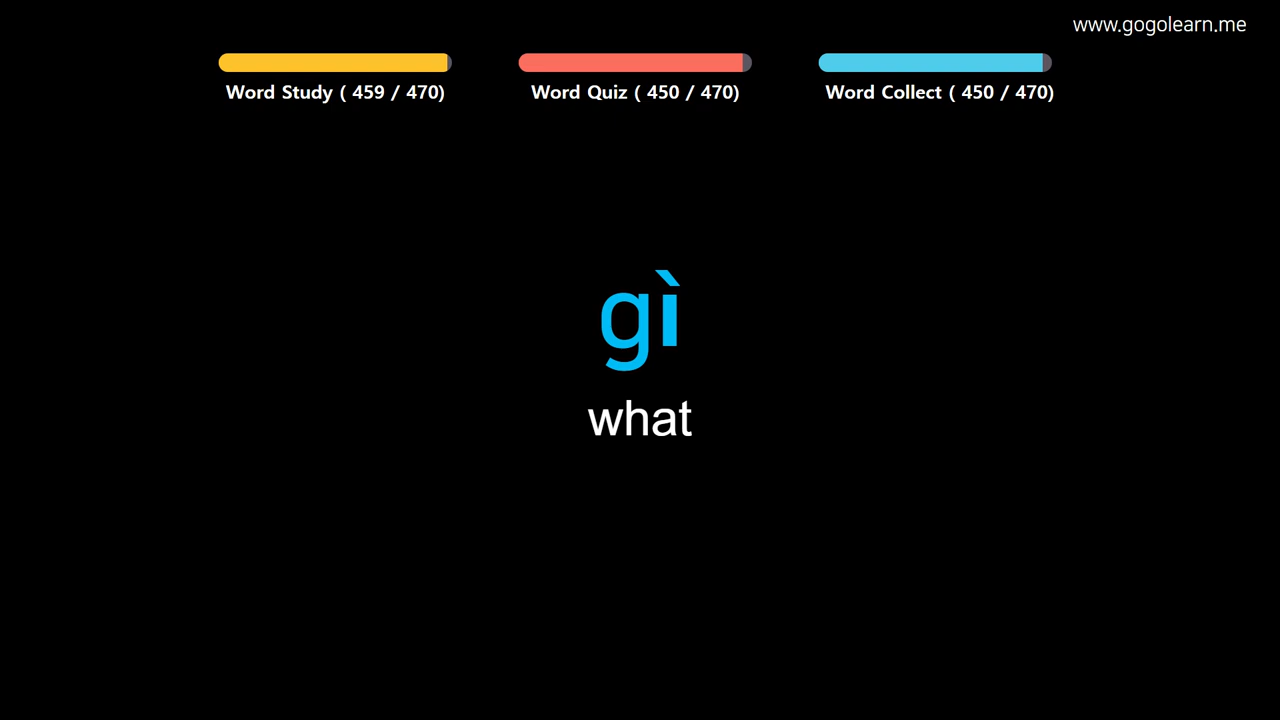 www.gogolearn.me
Word Study ( 459 / 470)
Word Quiz ( 450 / 470)
Word Collect ( 450 / 470)
gì
what